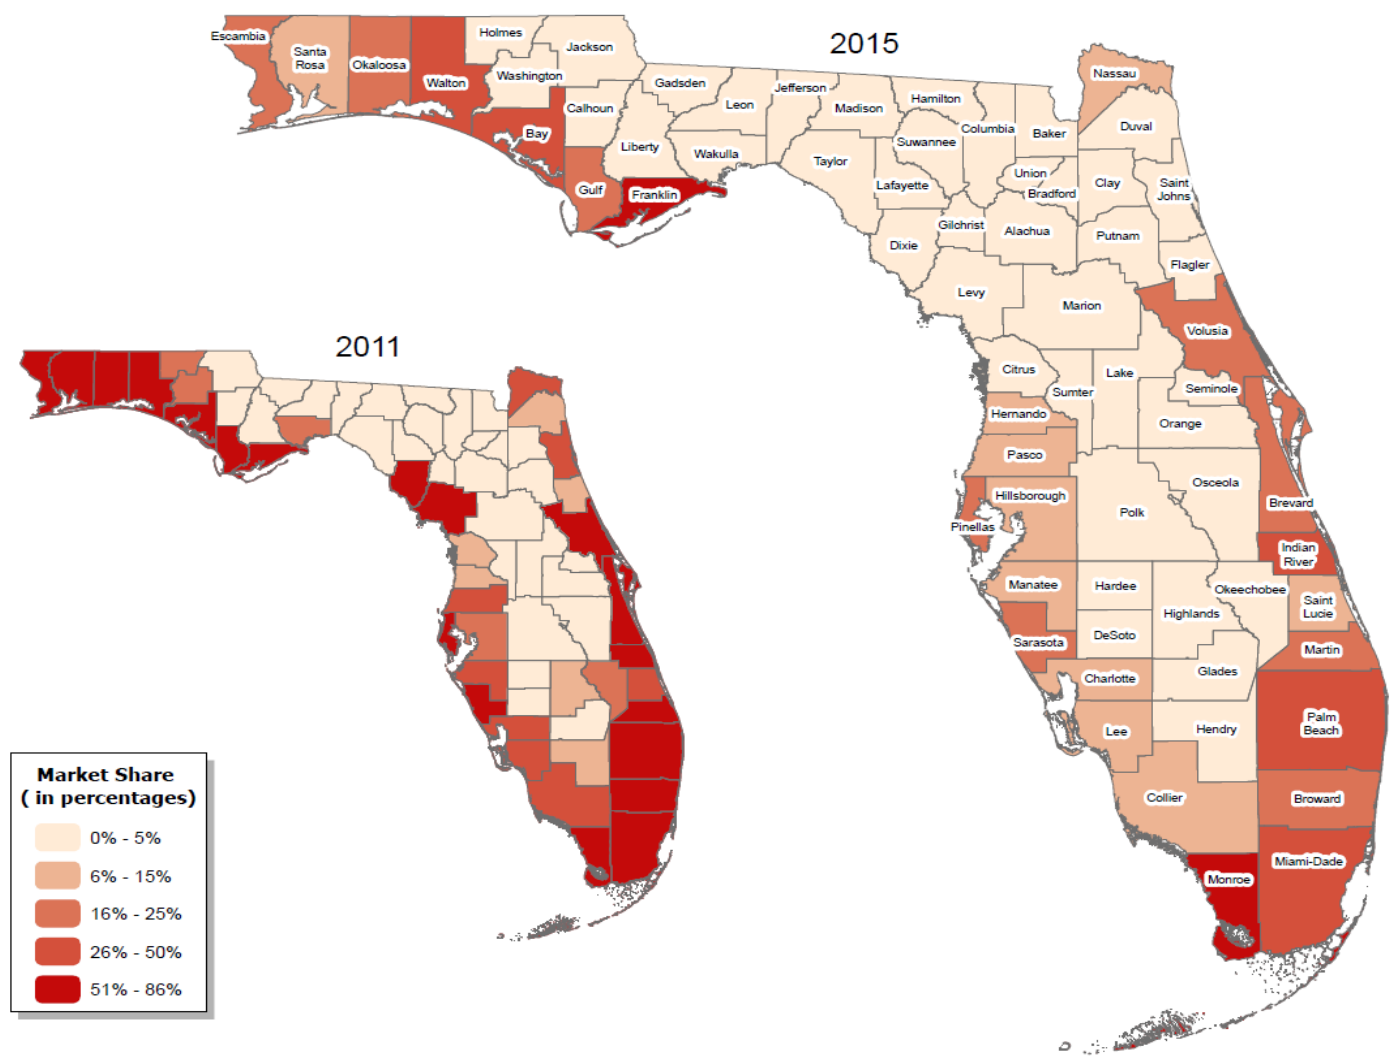 2015
Escambia
Santa
Rosa
Okaloosa
Walton
Holmes
Jackson
Washington
Bay
Calhoun
Gulf
Franklin
Liberty
Gadsden
Leon
Wakulla
Jefferson
Madison
Taylor
Hamilton
Suwannee
Lafayette
Columbia
Baker
Nassau
Duval
Union
Bradford
Clay
Saint
Johns
Dixie
Gilchrist
Alachua
Putnam
Flagler
Levy
Marion
Volusia
Citrus
Sumter
Lake
Seminole
Hernando
Orange
Pasco
Hillsborough
Pinellas
Polk
Osceola
Brevard
Indian
River
Manatee
Hardee
Highlands
Okeechobee
Saint
Lucie
Sarasota
DeSoto
Martin
Charlotte
Glades
Lee
Hendry
Palm
Beach
Collier
Broward
Monroe
Miami-Dade
2011
Market Share
( in percentages)
0% - 5%
6% - 15%
16% - 25%
26% - 50%
51% - 86%